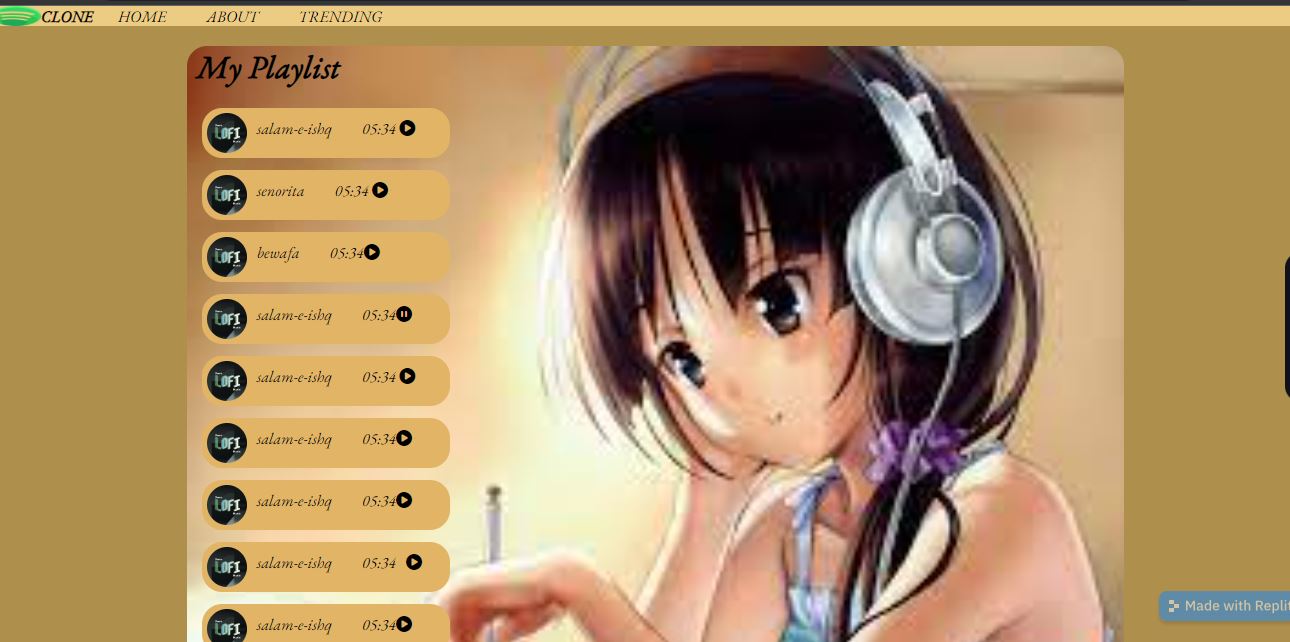 CLONE HOME ABOUT TRENDING
My Playlist
LOFI salam-e-ishq 05:34
LOFI senorita 05:34
LOFI bewafa 05:34
LOFI salam-e-ishq 05:34
LOFI salam-e-ishq 05:34
LOFI salam-e-ishq 05:34
LOFI salam-e-ishq 05:34
LOFI salam-e-ishq 05:34
LOFI salam-e-ishq 05:34
Made with Replit